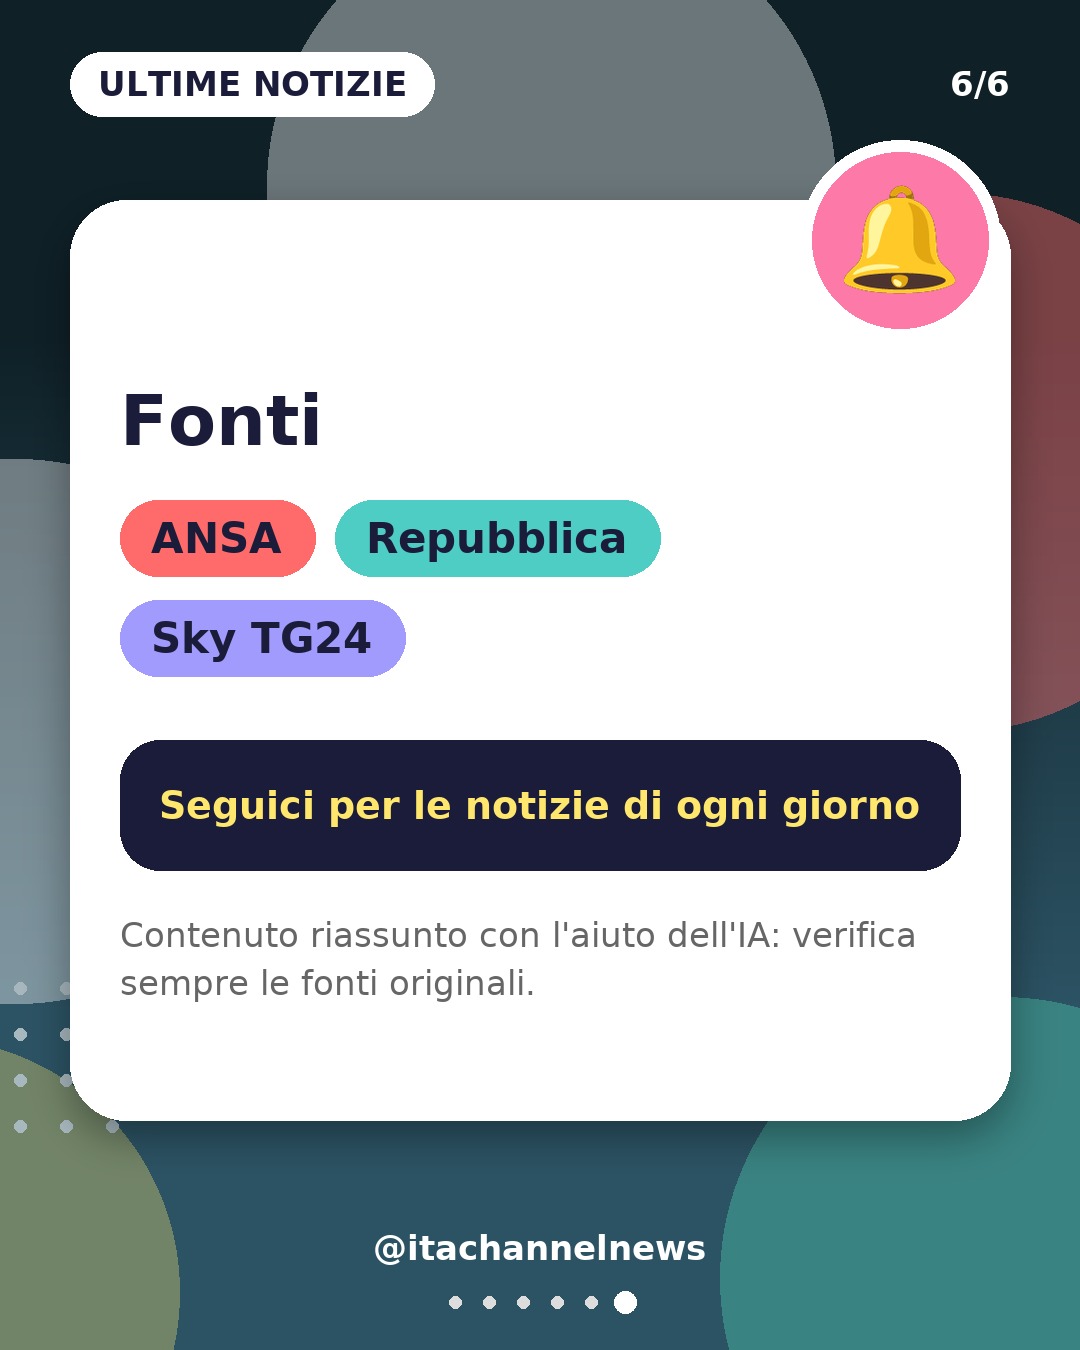 ULTIME NOTIZIE
6/6
Fonti
ANSA
Repubblica
Sky TG24
Seguici per le notizie di ogni giorno
Contenuto riassunto con l'aiuto dell'IA: verifica
sempre le fonti originali.
@itachannelnews